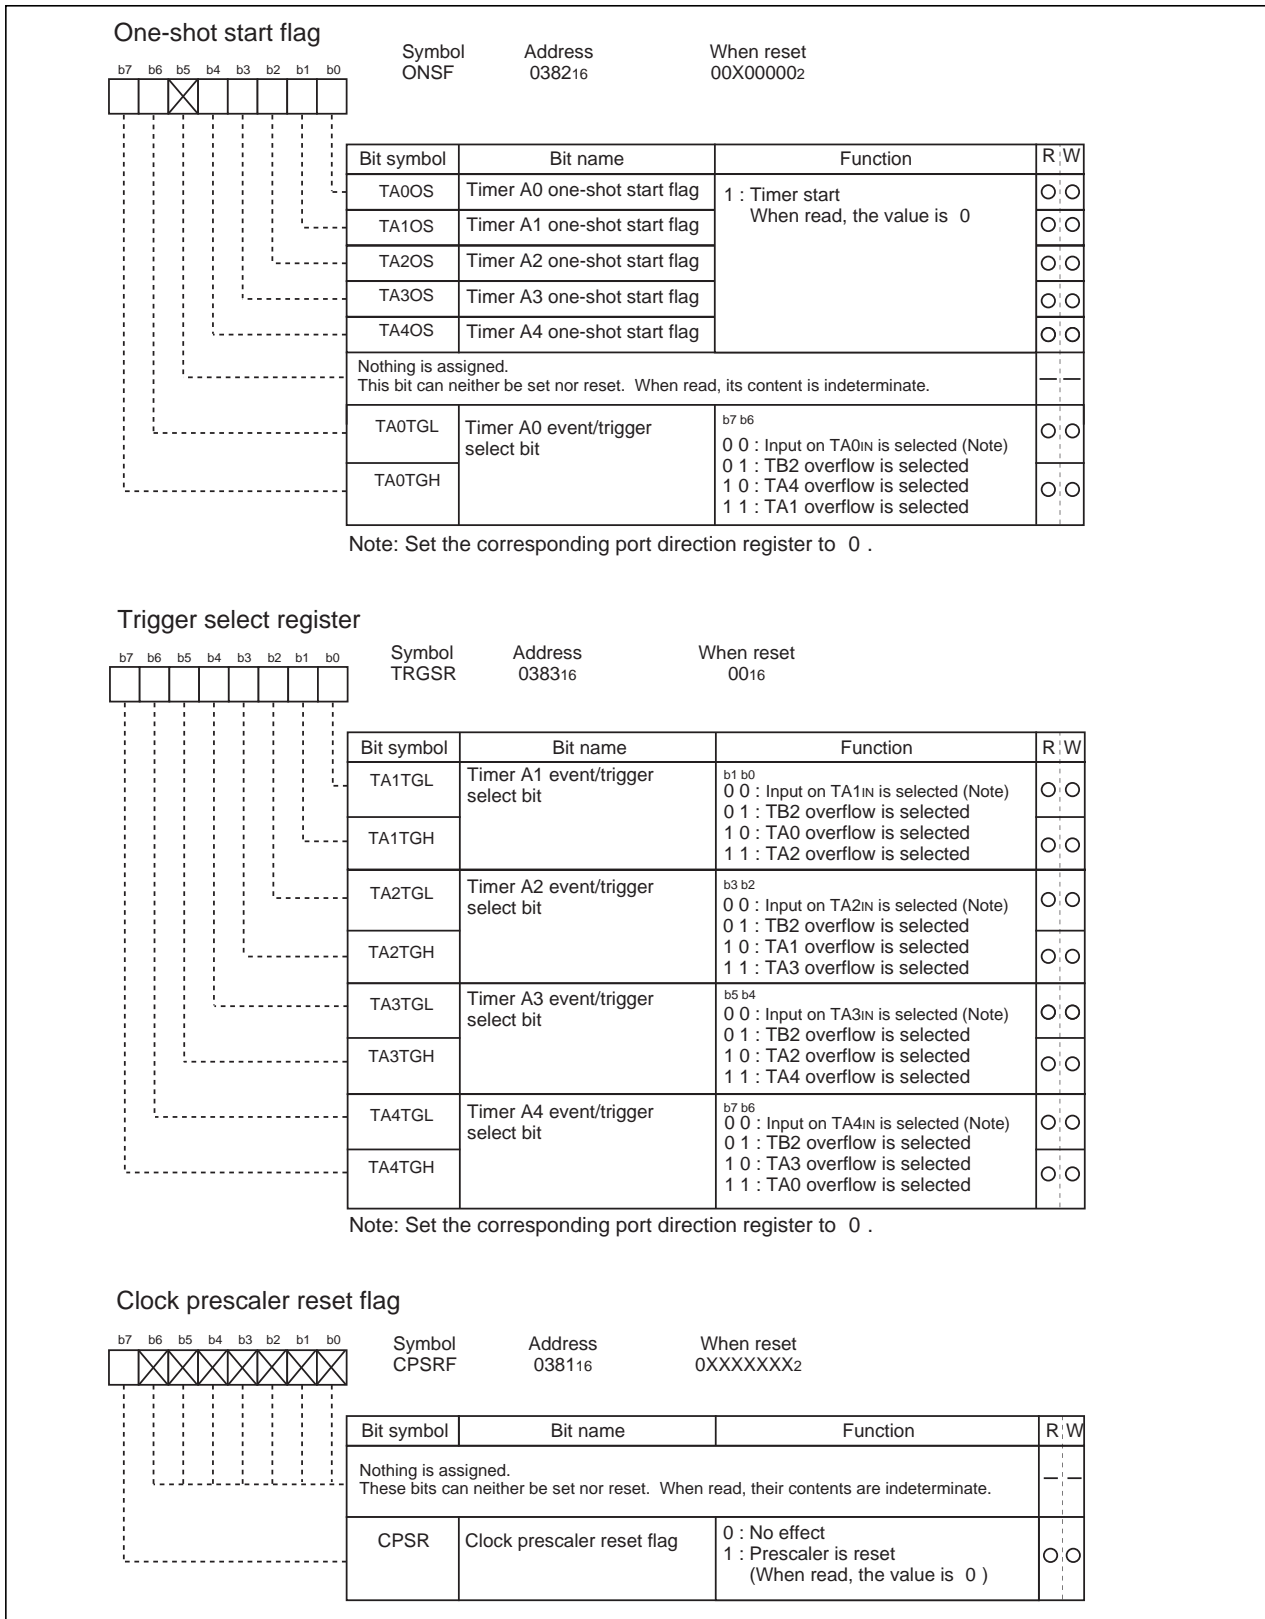 One-shot start flag
Symbol Address When reset
ONSF 038216 00X000002
b7 b6 b5 b4 b3 b2 b1 b0
Bit symbol Bit name Function R W
TA0OS Timer A0 one-shot start flag 1 : Timer start
When read, the value is 0
TA1OS Timer A1 one-shot start flag
TA2OS Timer A2 one-shot start flag
TA3OS Timer A3 one-shot start flag
TA4OS Timer A4 one-shot start flag
Nothing is assigned.
This bit can neither be set nor reset. When read, its content is indeterminate.
TA0TGL Timer A0 event/trigger
select bit
b7 b6
0 0 : Input on TA0IN is selected (Note)
0 1 : TB2 overflow is selected
TA0TGH 1 0 : TA4 overflow is selected
1 1 : TA1 overflow is selected
Note: Set the corresponding port direction register to 0 .
Trigger select register
Symbol Address When reset
TRGSR 038316 0016
b7 b6 b5 b4 b3 b2 b1 b0
Bit symbol Bit name Function R W
TA1TGL Timer A1 event/trigger
select bit
b1 b0
0 0 : Input on TA1IN is selected (Note)
0 1 : TB2 overflow is selected
TA1TGH 1 0 : TA0 overflow is selected
1 1 : TA2 overflow is selected
TA2TGL Timer A2 event/trigger
select bit
b3 b2
0 0 : Input on TA2IN is selected (Note)
0 1 : TB2 overflow is selected
TA2TGH 1 0 : TA1 overflow is selected
1 1 : TA3 overflow is selected
TA3TGL Timer A3 event/trigger
select bit
b5 b4
0 0 : Input on TA3IN is selected (Note)
0 1 : TB2 overflow is selected
TA3TGH 1 0 : TA2 overflow is selected
1 1 : TA4 overflow is selected
TA4TGL Timer A4 event/trigger
select bit
b7 b6
0 0 : Input on TA4IN is selected (Note)
0 1 : TB2 overflow is selected
TA4TGH 1 0 : TA3 overflow is selected
1 1 : TA0 overflow is selected
Note: Set the corresponding port direction register to 0 .
Clock prescaler reset flag
b7 b6 b5 b4 b3 b2 b1 b0
Symbol Address When reset
CPSRF 038116 0XXXXXXX2
Bit symbol Bit name Function R W
Nothing is assigned.
These bits can neither be set nor reset. When read, their contents are indeterminate.
CPSR Clock prescaler reset flag 0 : No effect
1 : Prescaler is reset
(When read, the value is 0 )